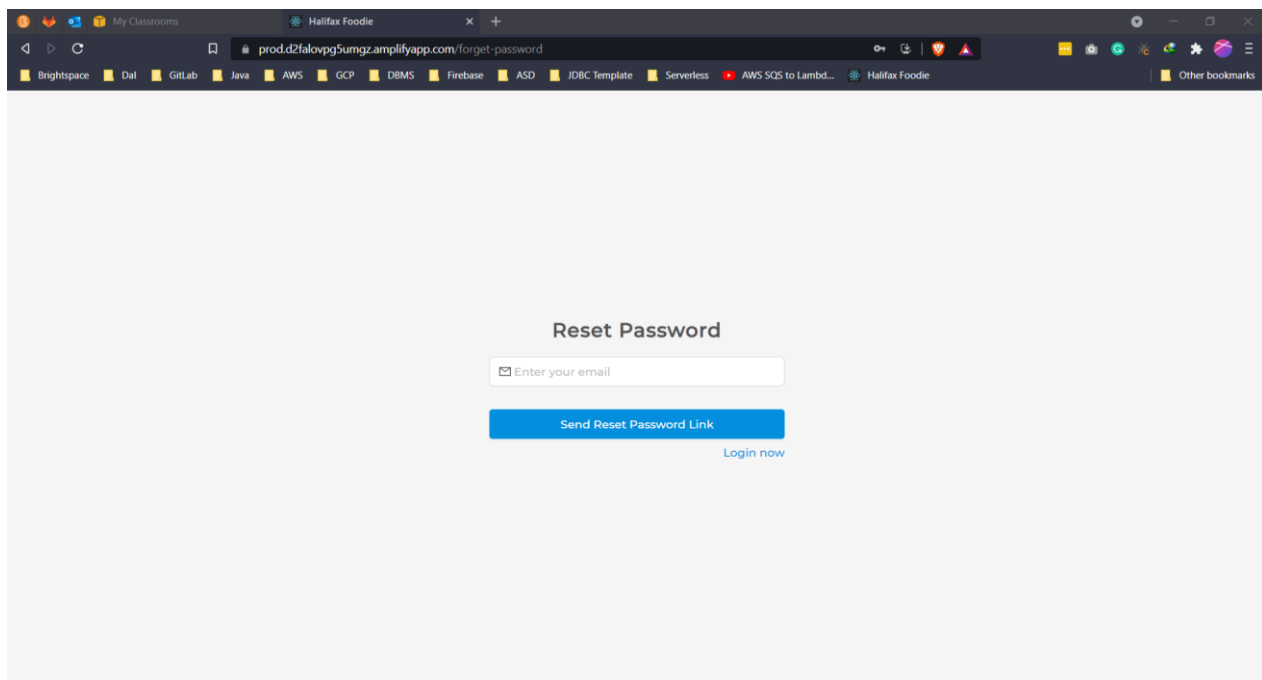 My Classrooms
Halifax Foodie
prod.d2falovpg5umgz.amplifyapp.com/forget-password
Brightspace Dal GitLab Java AWS GCP DBMS Firebase ASD JDBC Template Serverless AWS SQS to Lambd... Halifax Foodie Other bookmarks
Reset Password
Enter your email
Send Reset Password Link
Login now